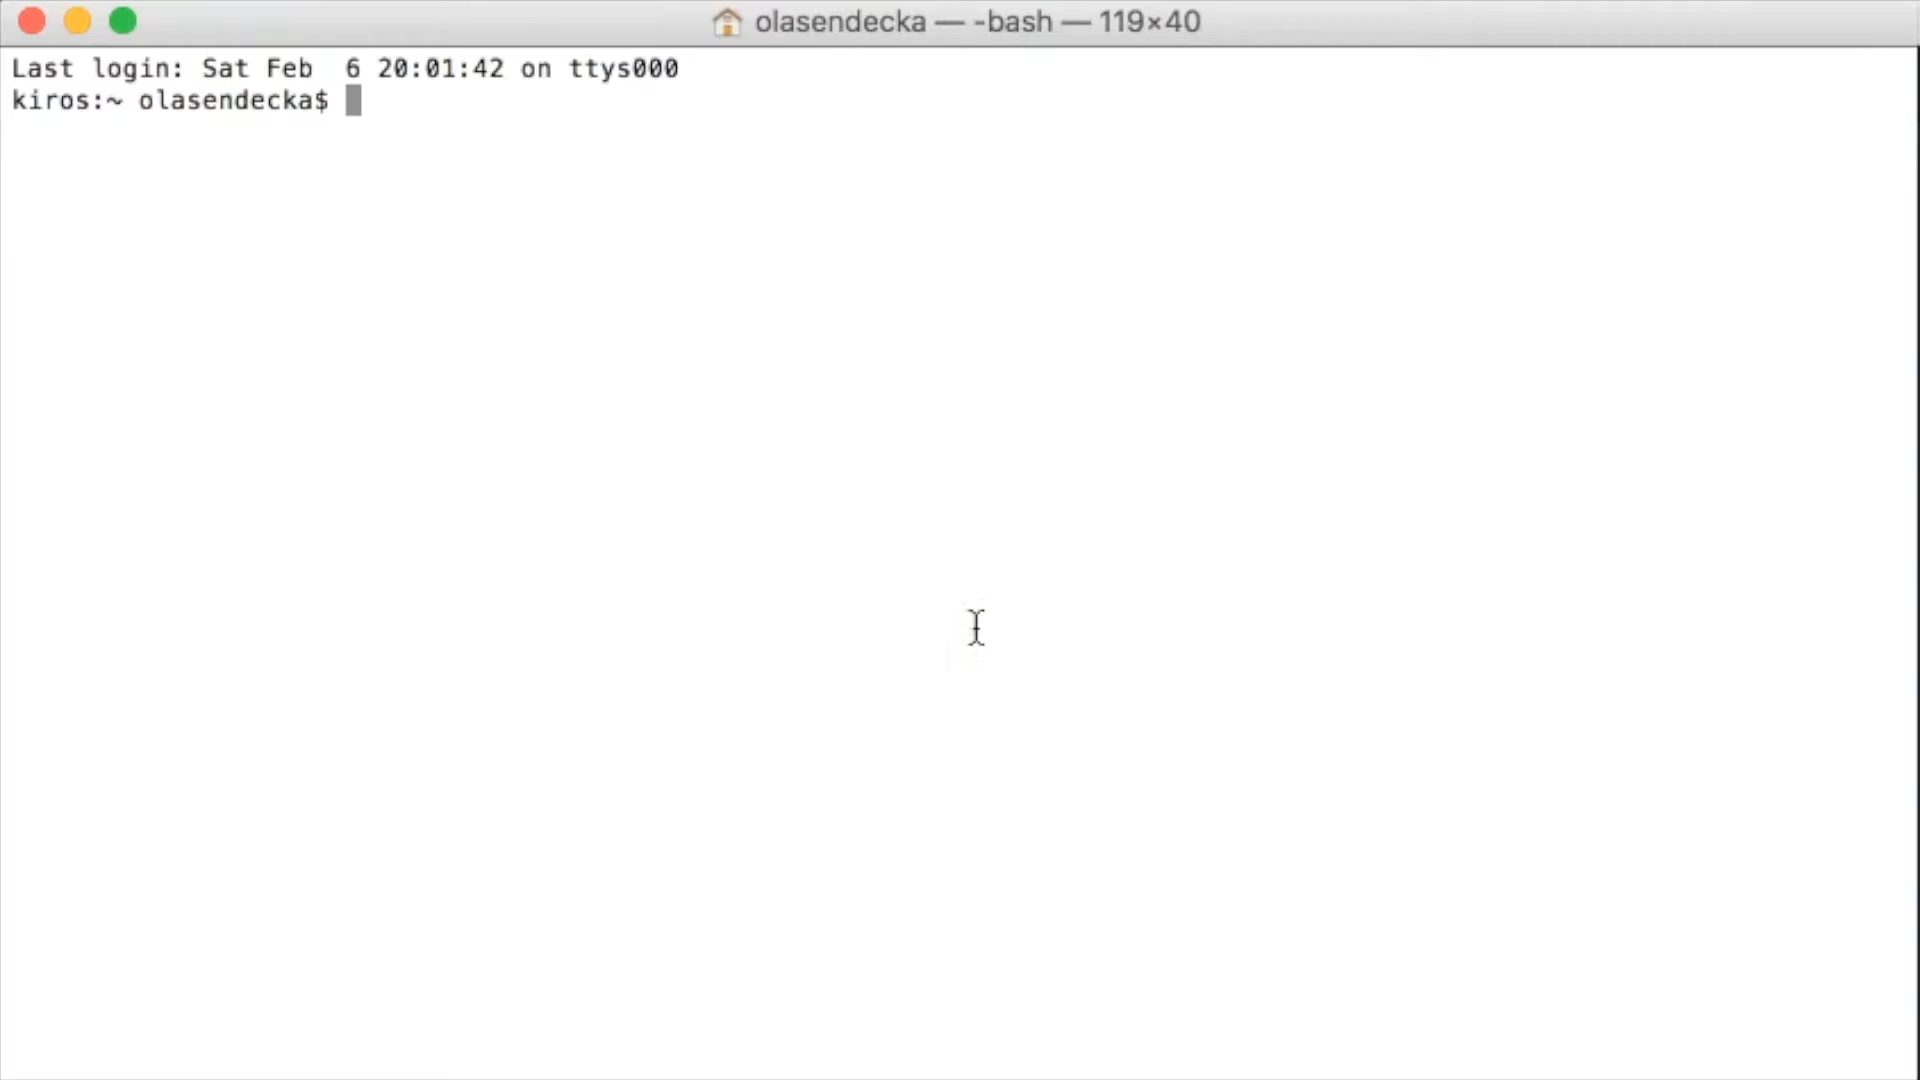 olasendecka — -bash — 119×40
Last login: Sat Feb  6 20:01:42 on ttys000
kiros:~ olasendecka$